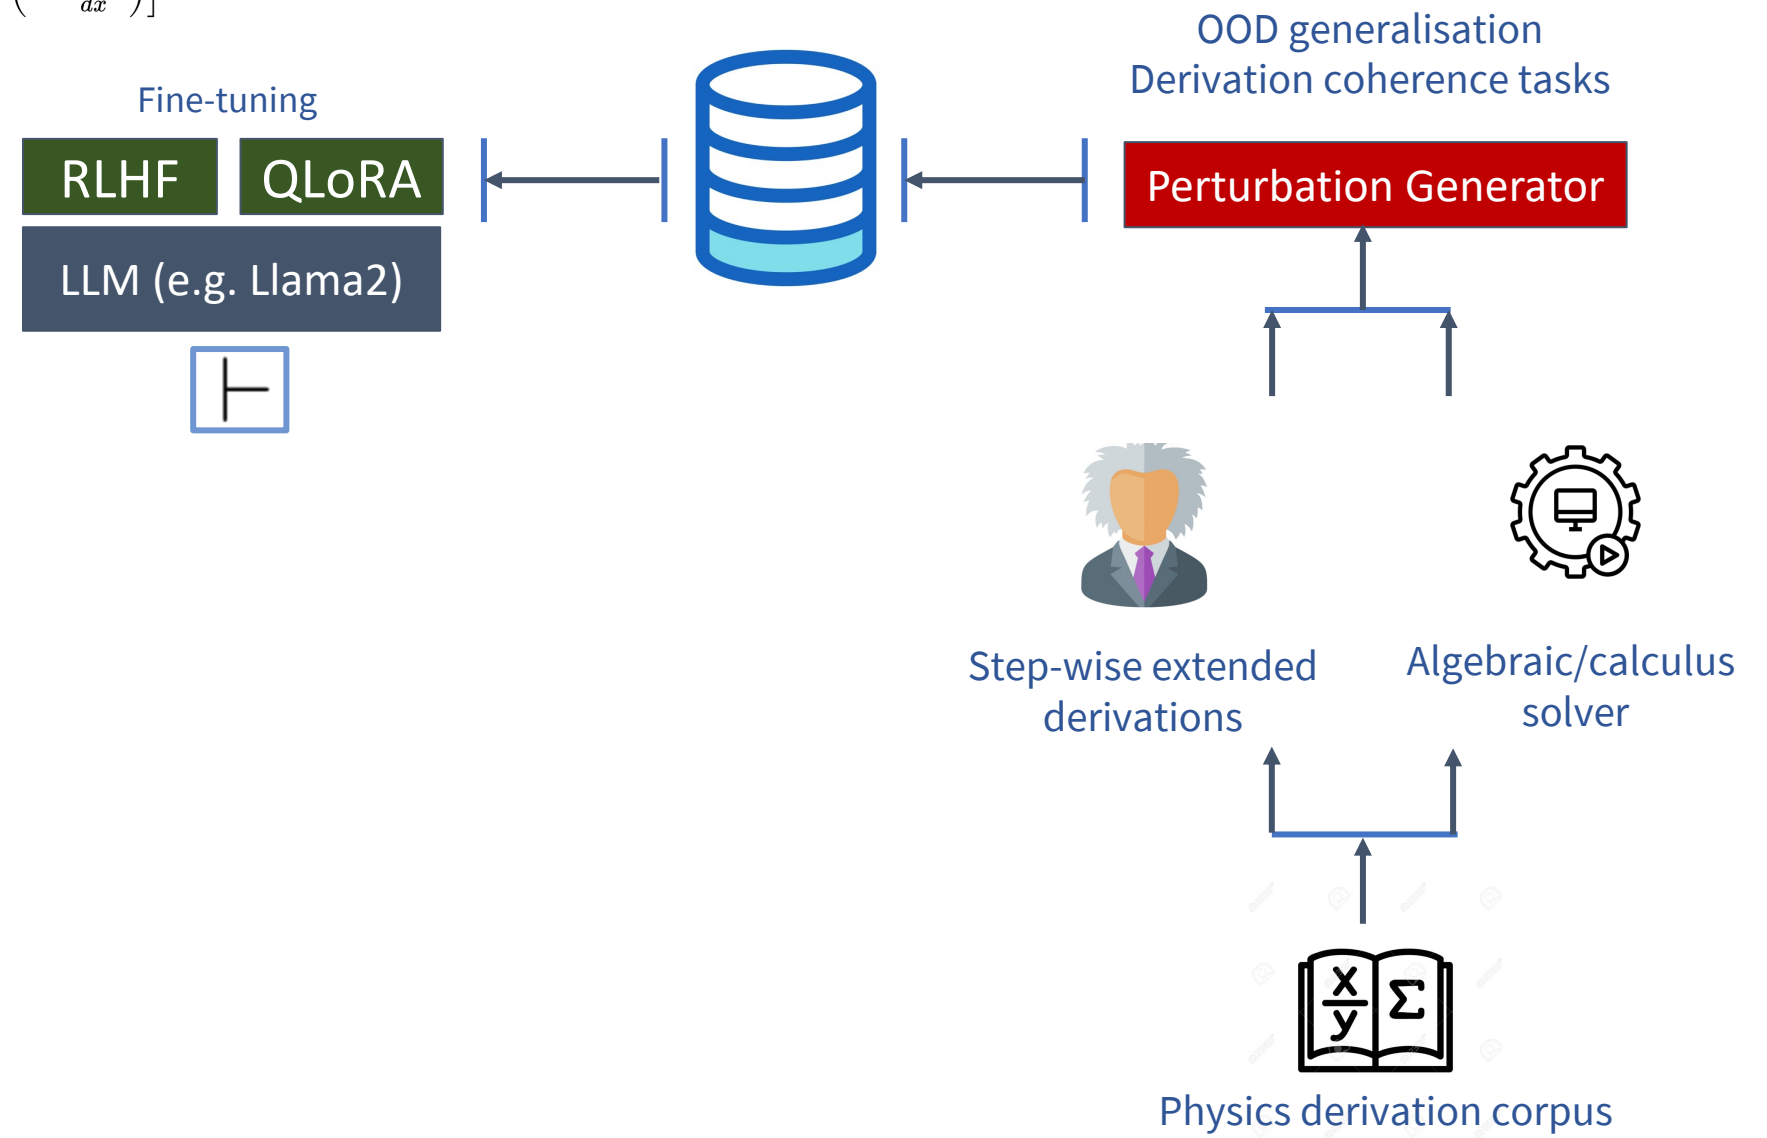 dx
OOD generalisation
Derivation coherence tasks
Fine-tuning
RLHF
QLoRA
Perturbation Generator
LLM (e.g. Llama2)
⊢
Step-wise extended
derivations
Algebraic/calculus
solver
x
y
Σ
Physics derivation corpus